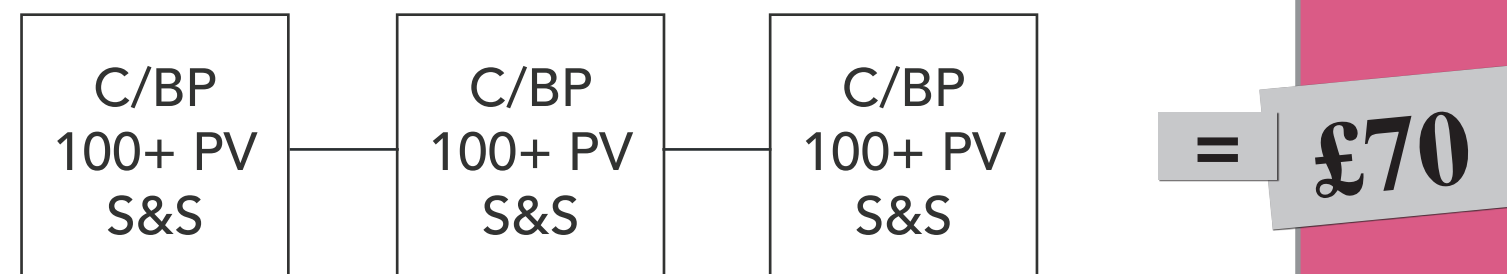 C/BP
100+ PV
S&S
C/BP
100+ PV
S&S
C/BP
100+ PV
S&S
= £70